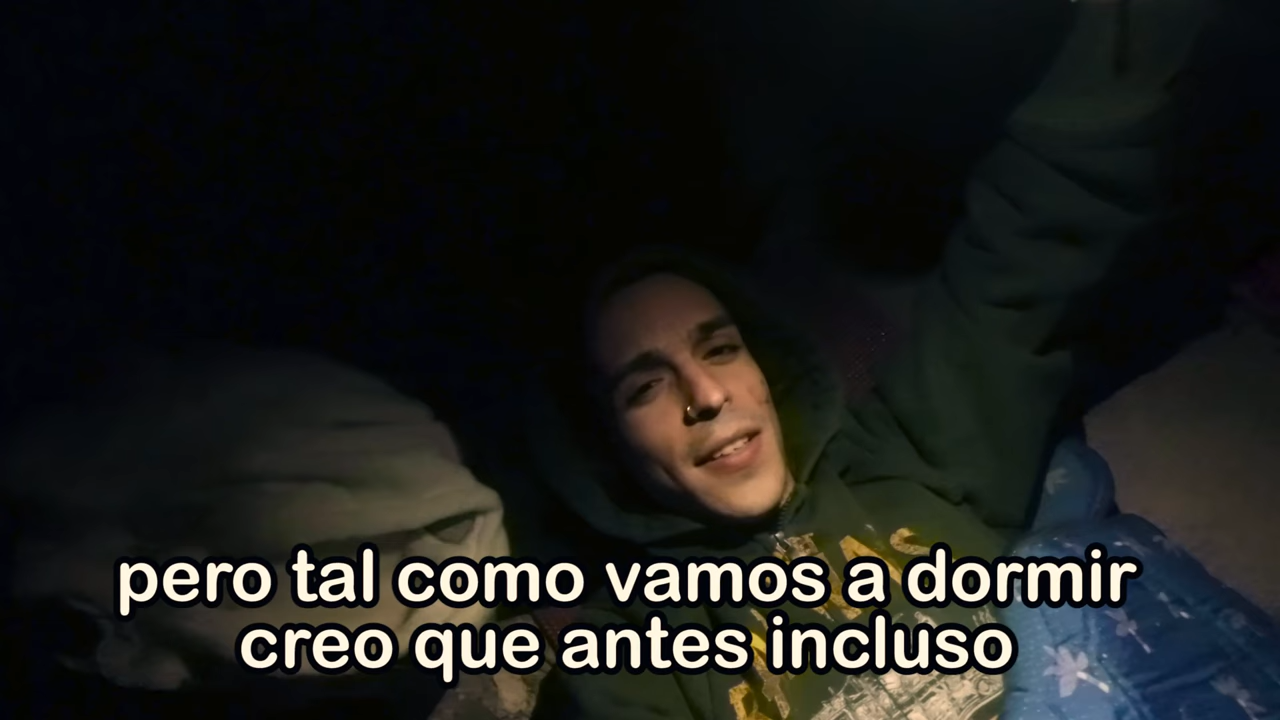 pero tal como vamos a dormir
creo que antes incluso